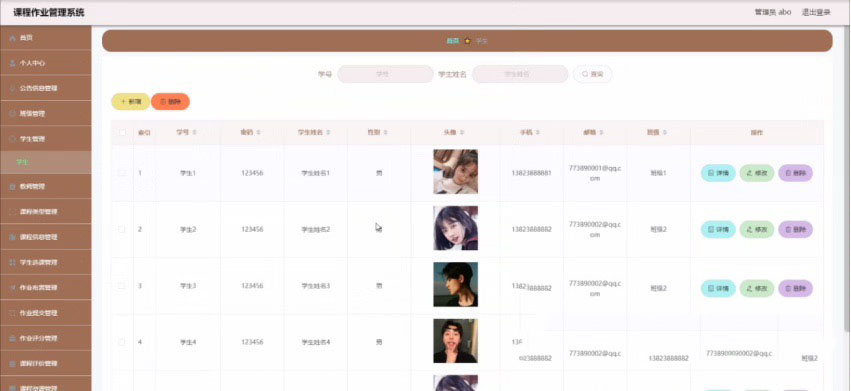 课程作业管理系统
管理员 abo 退出登录
首页
首页 学生
个人中心
学号 学号 学生姓名 学生姓名 查询
公告信息管理
新增 删除
班级管理
学生管理
索引 学号 密码 学生姓名 性别 头像 手机 邮箱 班级 操作
学生
1 学生1 123456 学生姓名1 男 13823888881 773890001@qq.com 班级1 详情 修改 删除
教师管理
课程类型管理
2 学生2 123456 学生姓名2 13823888882 773890002@qq.com 班级2 详情 修改 删除
课程信息管理
学生选课管理
作业布置管理
3 学生3 123456 学生姓名3 男 13823888882 773890002@qq.com 班级2 详情 修改 删除
作业提交管理
作业评分管理
4 学生4 123456 学生姓名4 男 13823888882 773890002@qq.c 13823888882 班级2
课程评价管理
课程资源管理